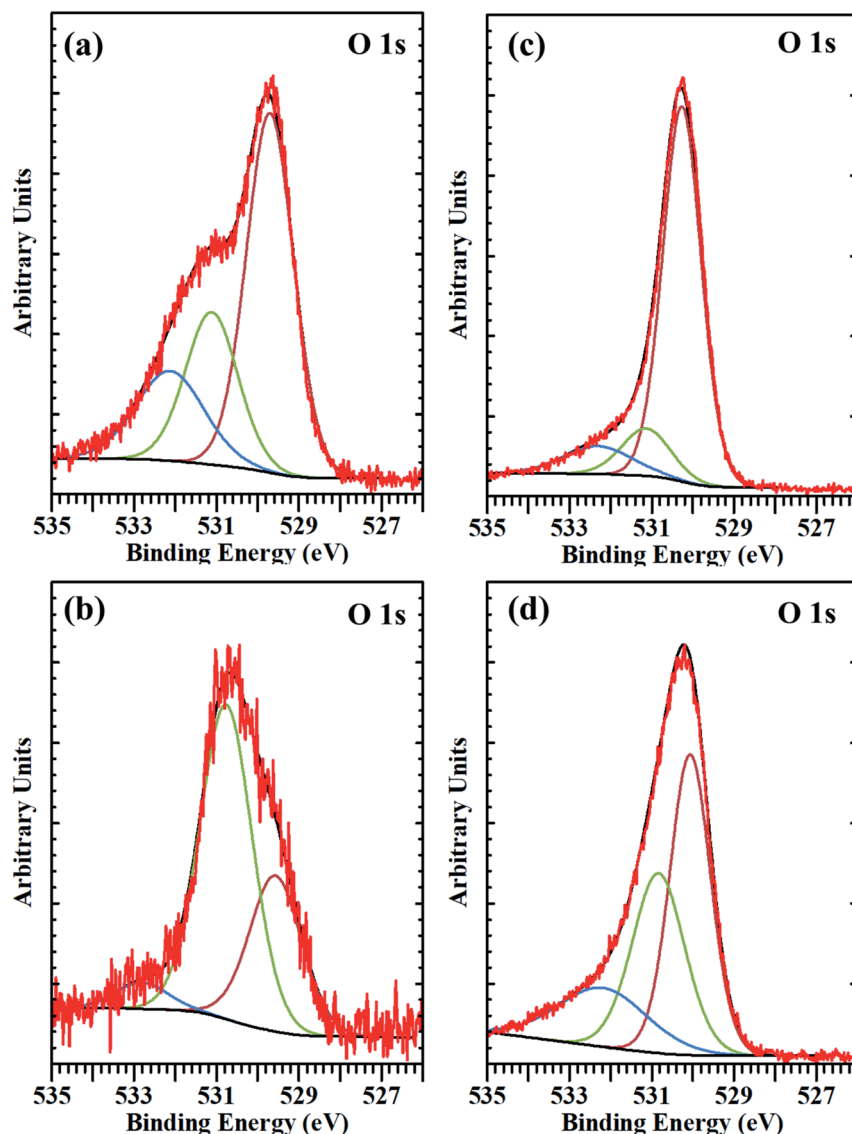 (a) O 1s
Arbitrary Units
535 533 531 529 527
Binding Energy (eV)
(c) O 1s
Arbitrary Units
535 533 531 529 527
Binding Energy (eV)
(b) O 1s
Arbitrary Units
535 533 531 529 527
Binding Energy (eV)
(d) O 1s
Arbitrary Units
535 533 531 529 527
Binding Energy (eV)